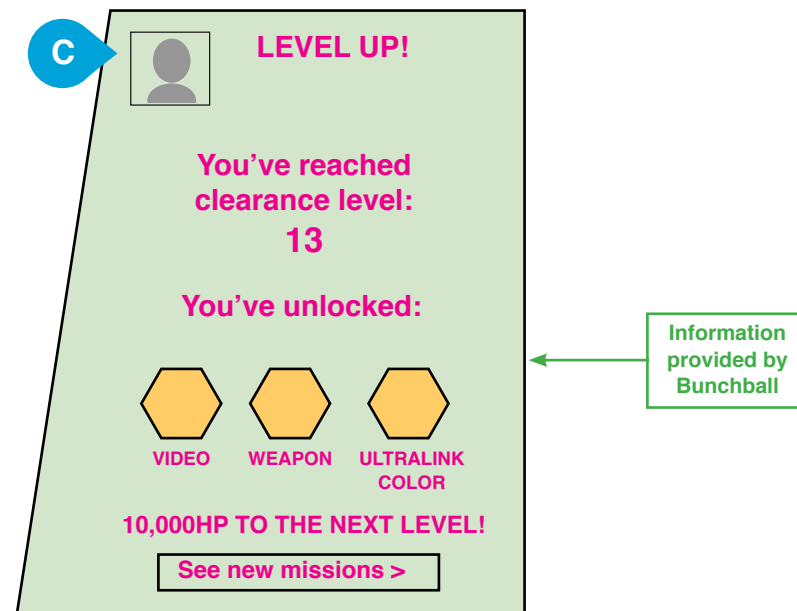 C
LEVEL UP!
You’ve reached
clearance level:
13
You’ve unlocked:
VIDEO
WEAPON
ULTRALINK
COLOR
10,000HP TO THE NEXT LEVEL!
See new missions >
Information
provided by
Bunchball